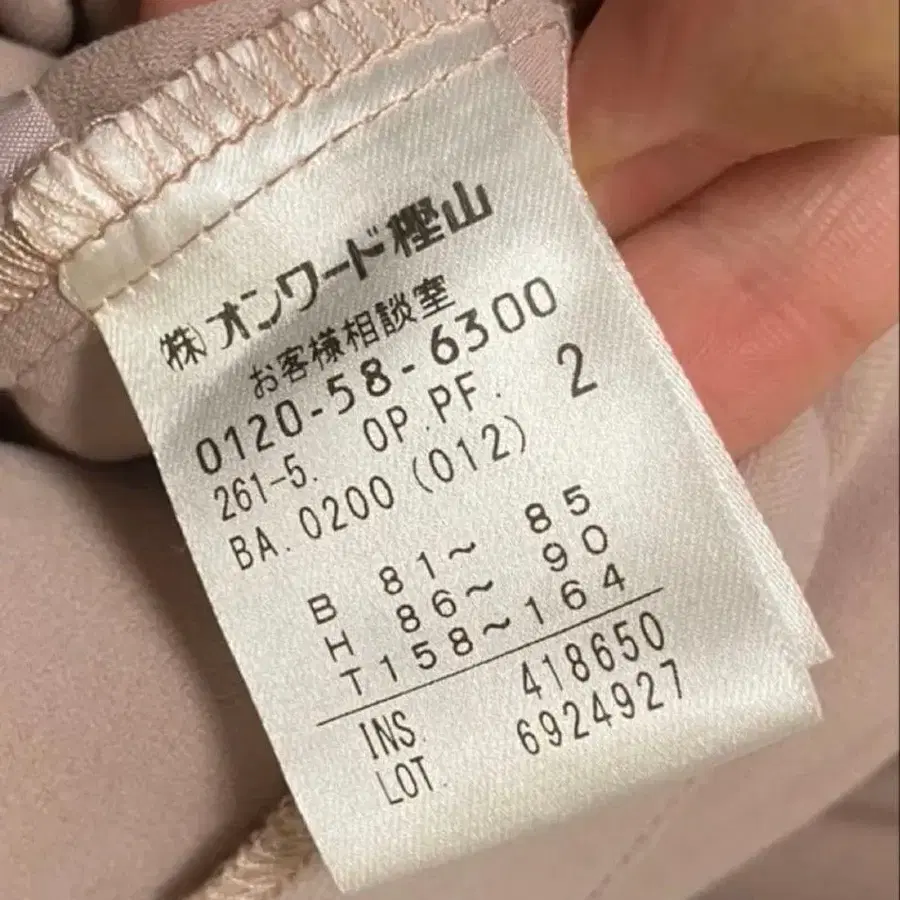 ㈱オンワード樫山
お客様相談室
0120-58-6300
261-5. OP.PF. 2
BA.0200(012)
B 81〜 85
H 86〜 90
T158〜164
INS. 418650
LOT. 6924927